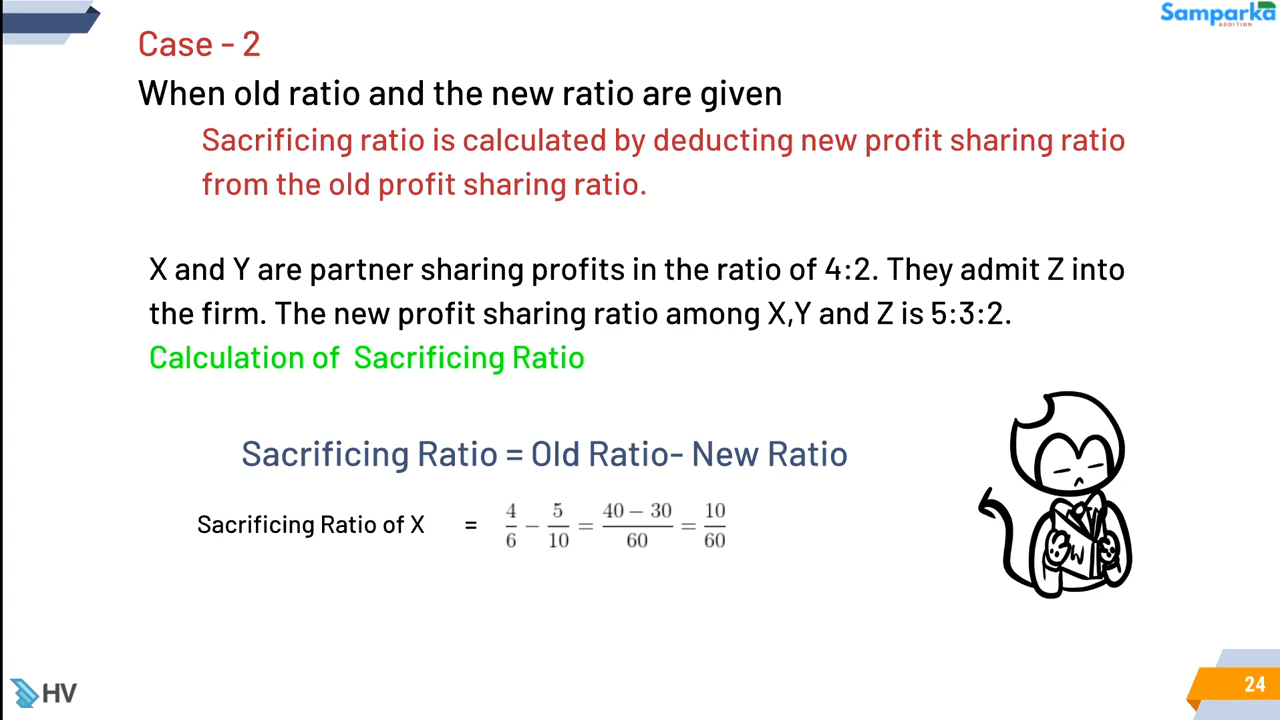 Samparka
ADDITION
Case - 2
When old ratio and the new ratio are given
Sacrificing ratio is calculated by deducting new profit sharing ratio
from the old profit sharing ratio.
X and Y are partner sharing profits in the ratio of 4:2. They admit Z into
the firm. The new profit sharing ratio among X,Y and Z is 5:3:2.
Calculation of Sacrificing Ratio
Sacrificing Ratio = Old Ratio- New Ratio
Sacrificing Ratio of X = 4/6 − 5/10 = (40 − 30)/60 = 10/60
W
HV
24